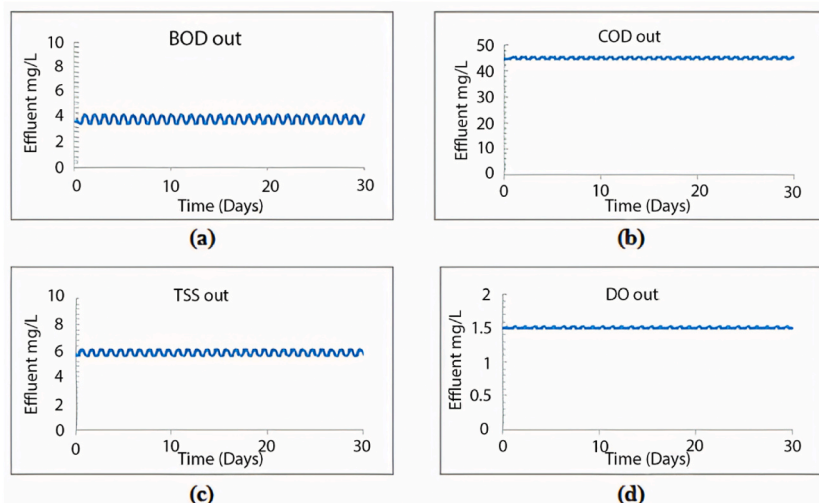 BOD out
Effluent mg/L
10
8
6
4
2
0
0 10 20 30
Time (Days)
(a)
COD out
Effluent mg/L
50
40
30
20
10
0
0 10 20 30
Time (Days)
(b)
TSS out
Effluent mg/L
10
8
6
4
2
0
0 10 20 30
Time (Days)
(c)
DO out
Effluent mg/L
2
1.5
1
0.5
0
0 10 20 30
Time (Days)
(d)